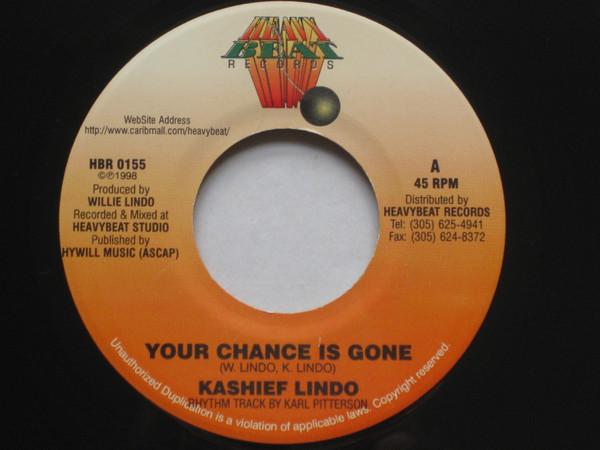 HEAVY
BEAT
RECORDS
WebSite Address
http://www.caribmall.com/heavybeat/
HBR 0155
©℗1998
Produced by
WILLIE LINDO
Recorded & Mixed at
HEAVYBEAT STUDIO
Published by
HYWILL MUSIC (ASCAP)
A
45 RPM
Distributed by
HEAVYBEAT RECORDS
Tel: (305) 625-4941
Fax: (305) 624-8372
YOUR CHANCE IS GONE
(W. LINDO, K. LINDO)
KASHIEF LINDO
RHYTHM TRACK BY KARL PITTERSON
Unauthorized Duplication is a violation of applicable laws. Copyright reserved.